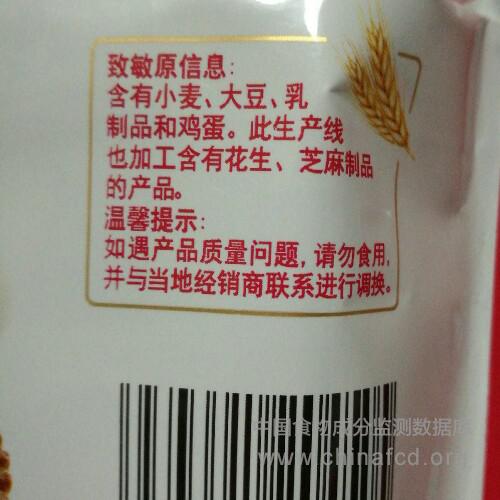 致敏原信息:
含有小麦、大豆、乳
制品和鸡蛋。此生产线
也加工含有花生、芝麻制品
的产品。
温馨提示:
如遇产品质量问题, 请勿食用,
并与当地经销商联系进行调换。
中国食物成分监测数据库
www.chinafcd.org